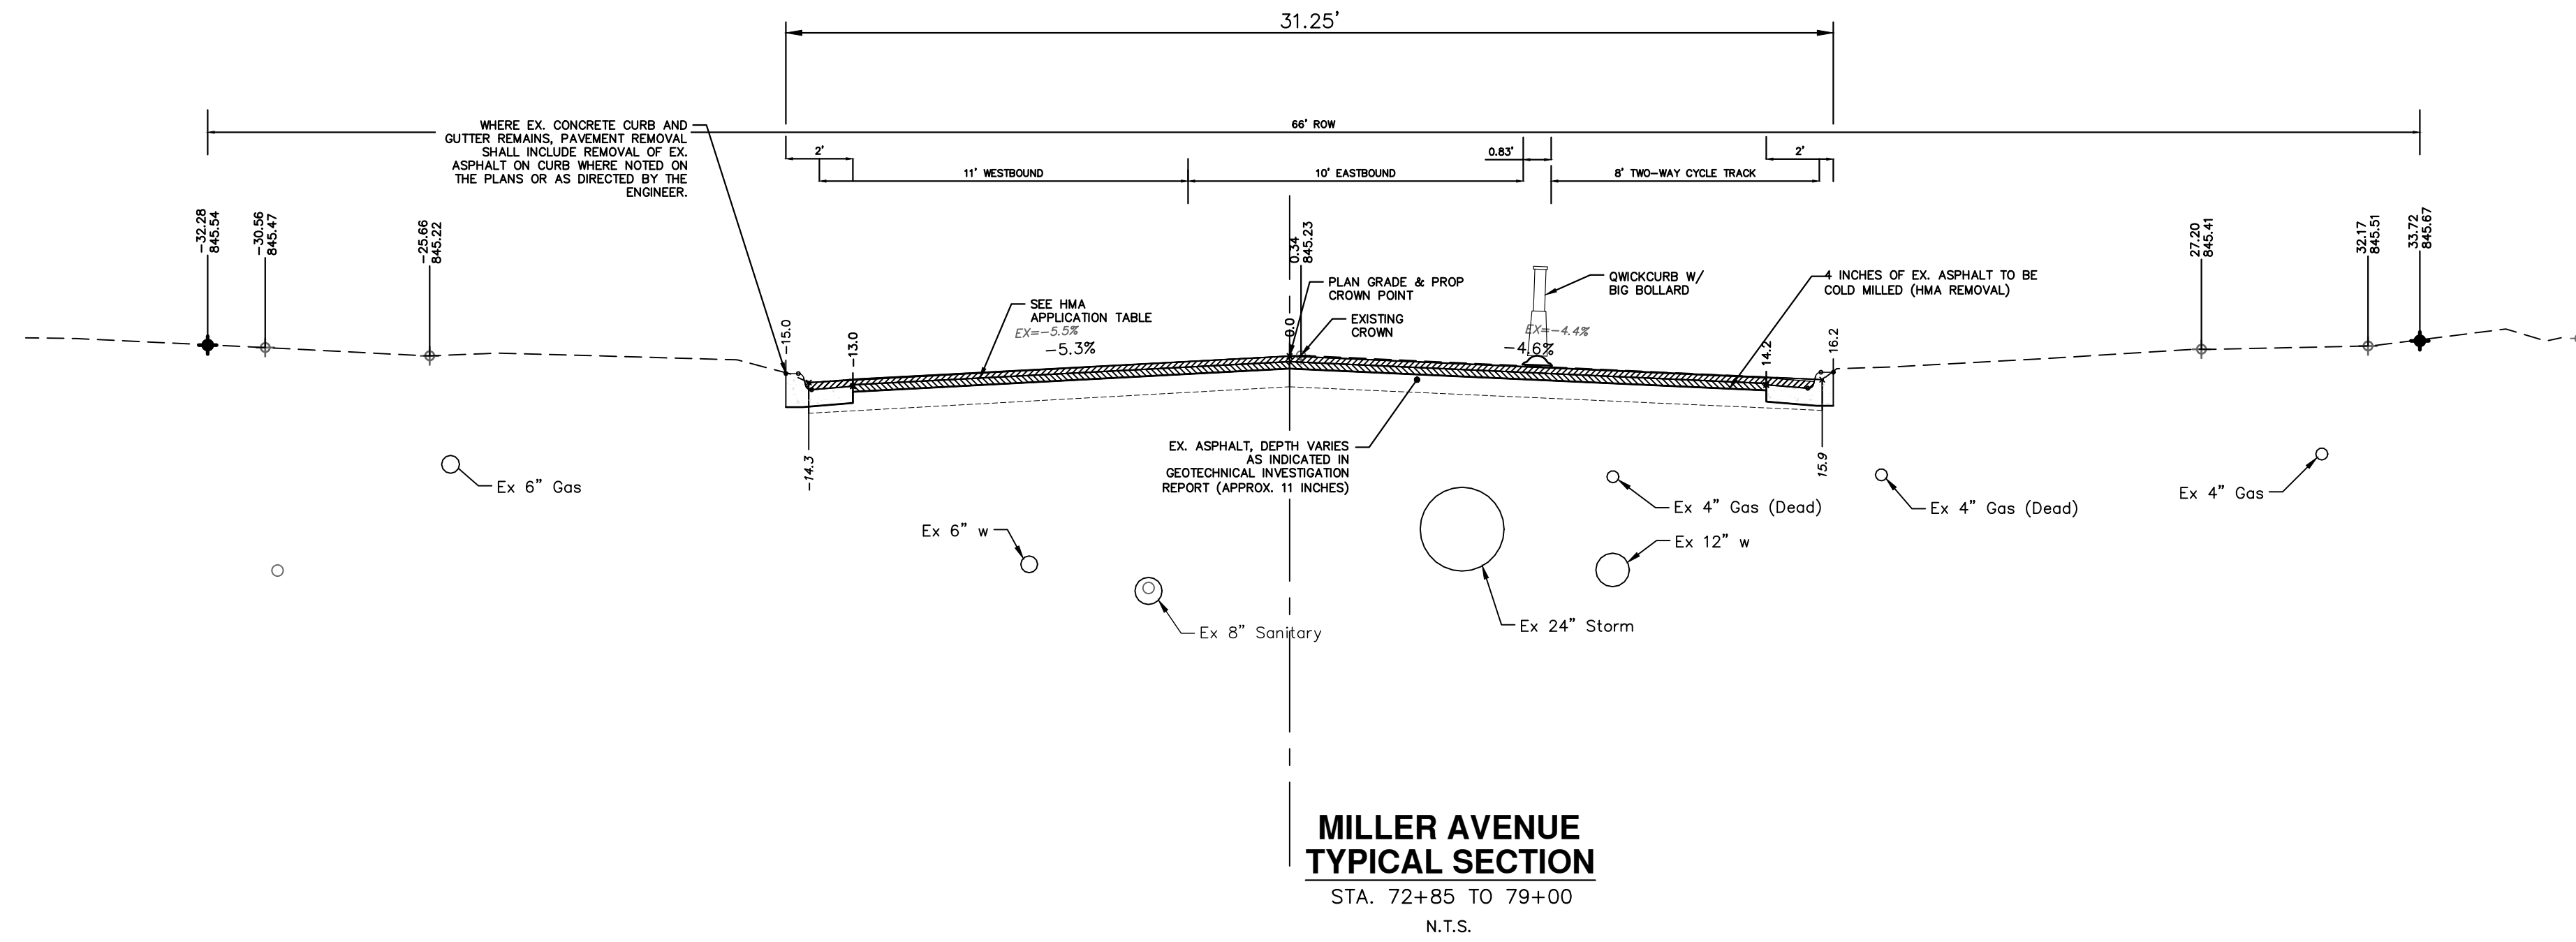 31.25'
WHERE EX. CONCRETE CURB AND
GUTTER REMAINS, PAVEMENT REMOVAL
SHALL INCLUDE REMOVAL OF EX.
ASPHALT ON CURB WHERE NOTED ON
THE PLANS OR AS DIRECTED BY THE
ENGINEER.
66' ROW
2'
0.83'
2'
11' WESTBOUND
10' EASTBOUND
8' TWO-WAY CYCLE TRACK
-32.28
845.54
-30.56
845.47
-25.66
845.22
0.34
845.23
27.20
845.41
32.17
845.51
33.72
845.67
PLAN GRADE & PROP
CROWN POINT
QWICKCURB W/
BIG BOLLARD
4 INCHES OF EX. ASPHALT TO BE
COLD MILLED (HMA REMOVAL)
SEE HMA
APPLICATION TABLE
EX=-5.5%
-5.3%
EXISTING
CROWN
EX=-4.4%
-4.6%
-15.0
-13.0
0.0
14.2
16.2
-14.3
15.9
EX. ASPHALT, DEPTH VARIES
AS INDICATED IN
GEOTECHNICAL INVESTIGATION
REPORT (APPROX. 11 INCHES)
Ex 6" Gas
Ex 6" w
Ex 8" Sanitary
Ex 24" Storm
Ex 4" Gas (Dead)
Ex 12" w
Ex 4" Gas (Dead)
Ex 4" Gas
MILLER AVENUE
TYPICAL SECTION
STA. 72+85 TO 79+00
N.T.S.